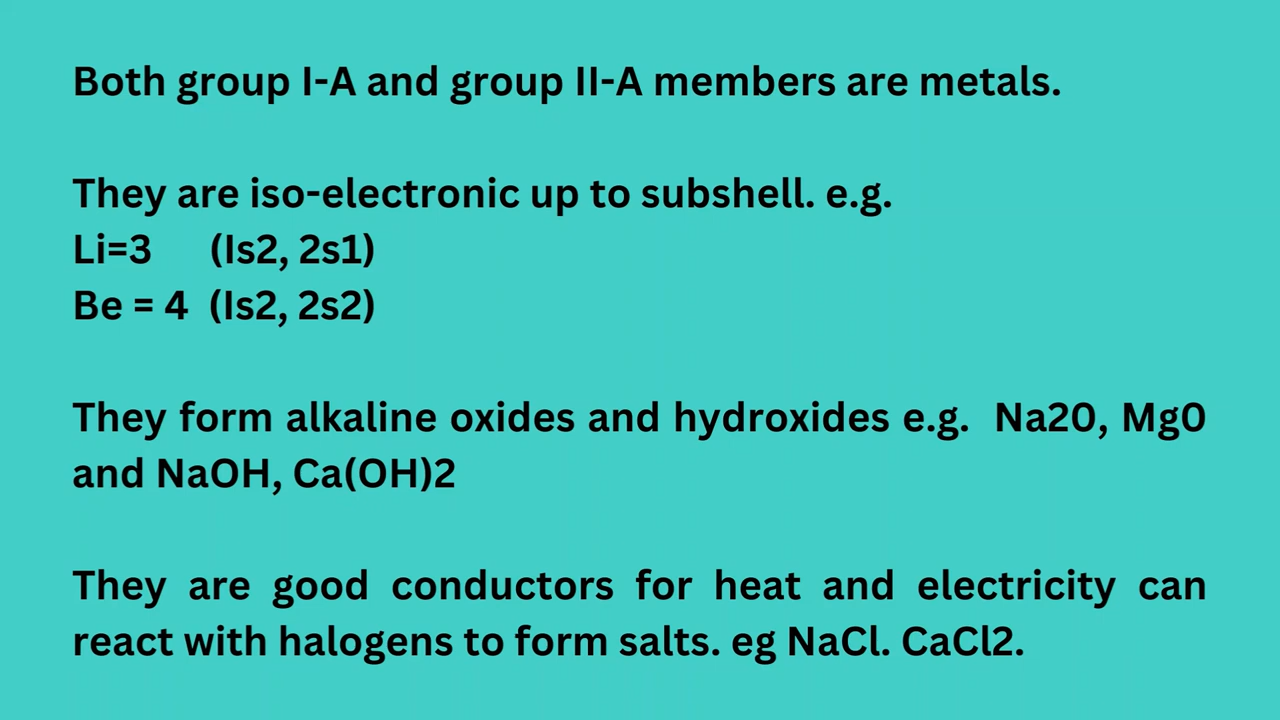 Both group I-A and group II-A members are metals.
They are iso-electronic up to subshell. e.g.
Li=3 (Is2, 2s1)
Be = 4 (Is2, 2s2)
They form alkaline oxides and hydroxides e.g. Na20, Mg0
and NaOH, Ca(OH)2
They are good conductors for heat and electricity can
react with halogens to form salts. eg NaCl. CaCl2.